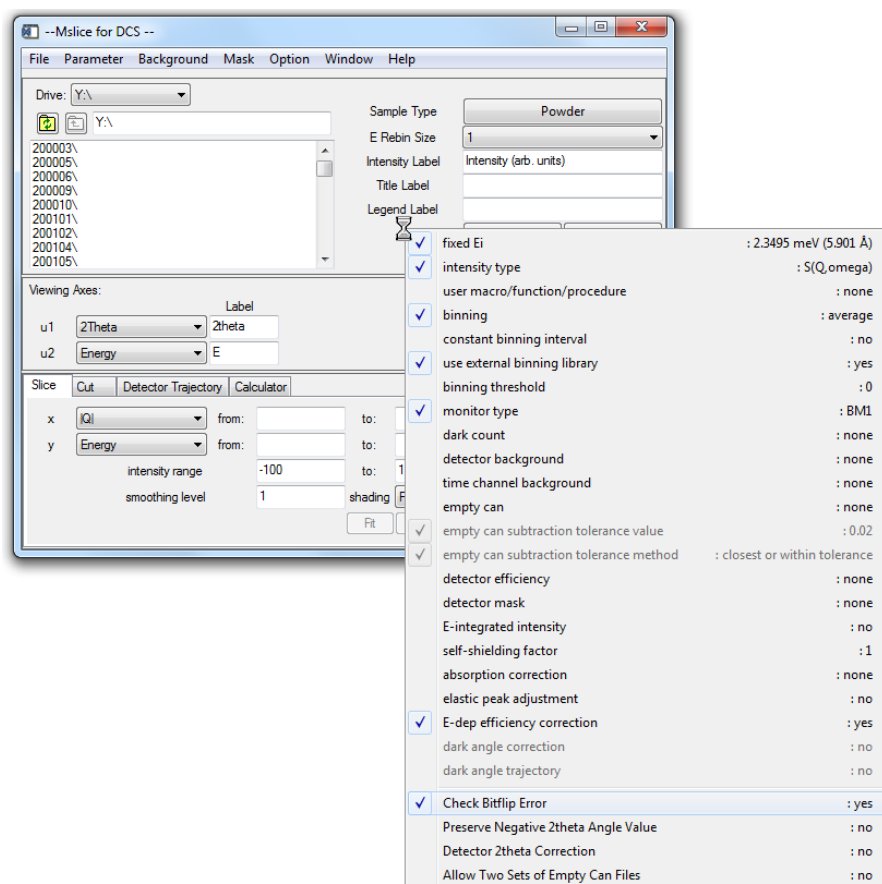 --Mslice for DCS --
File Parameter Background Mask Option Window Help
Drive: Y:\
Y:\
200003\
200005\
200006\
200009\
200010\
200101\
200102\
200104\
200105\
Sample Type Powder
E Rebin Size 1
Intensity Label Intensity (arb. units)
Title Label
Legend Label
Viewing Axes:
Label
u1 2Theta 2theta
u2 Energy E
Slice Cut Detector Trajectory Calculator
x |Q| from: to:
y Energy from: to:
intensity range -100 to: 1
smoothing level 1 shading F
Fit
fixed Ei : 2.3495 meV (5.901 Å)
intensity type : S(Q,omega)
user macro/function/procedure : none
binning : average
constant binning interval : no
use external binning library : yes
binning threshold : 0
monitor type : BM1
dark count : none
detector background : none
time channel background : none
empty can : none
empty can subtraction tolerance value : 0.02
empty can subtraction tolerance method : closest or within tolerance
detector efficiency : none
detector mask : none
E-integrated intensity : no
self-shielding factor : 1
absorption correction : none
elastic peak adjustment : no
E-dep efficiency correction : yes
dark angle correction : no
dark angle trajectory : no
Check Bitflip Error : yes
Preserve Negative 2theta Angle Value : no
Detector 2theta Correction : no
Allow Two Sets of Empty Can Files : no